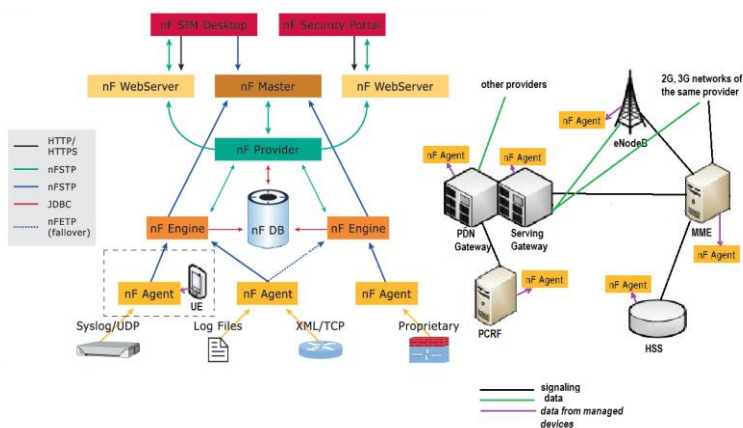 nF SIM Desktop
nF Security Portal
nF WebServer
nF Master
nF WebServer
HTTP/
HTTPS
nFSTP
nFSTP
JDBC
nFETP
(fallover)
nF Provider
nF Engine
nF DB
nF Engine
nF Agent
UE
nF Agent
nF Agent
Syslog/UDP
Log Files
XML/TCP
Proprietary
other providers
2G, 3G networks of
the same provider
nF Agent
eNodeB
nF Agent
nF Agent
PDN
Gateway
Serving
Gateway
MME
nF Agent
nF Agent
PCRF
nF Agent
HSS
signaling
data
data from managed
devices